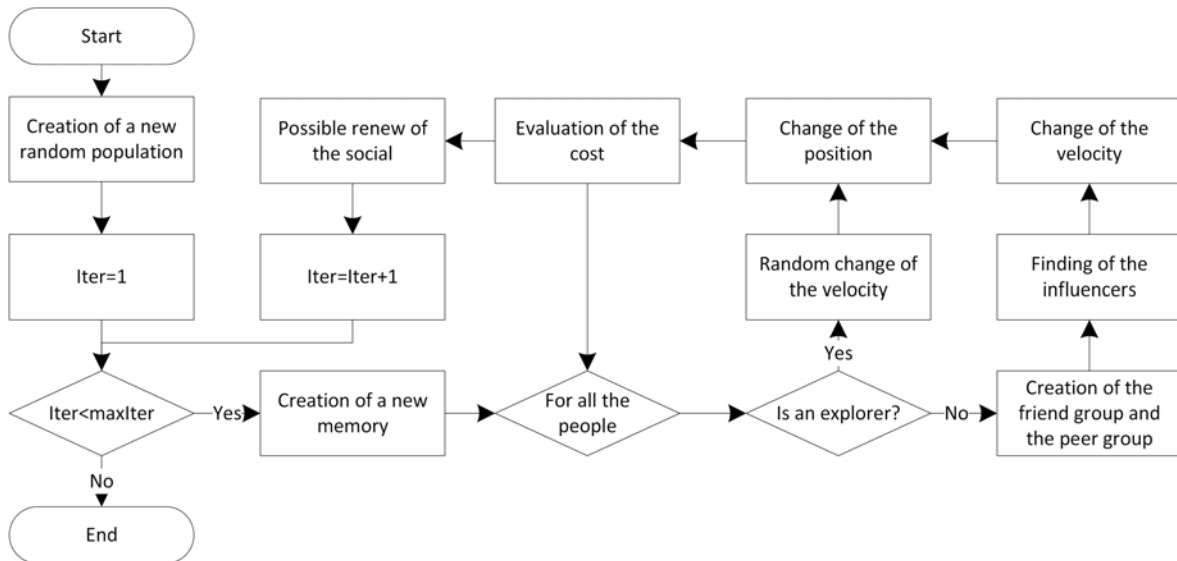 Start
Creation of a new
random population
Possible renew of
the social
Evaluation of the
cost
Change of the
position
Change of the
velocity
Iter=1
Iter=Iter+1
Random change of
the velocity
Finding of the
influencers
Yes
Iter<maxIter
Yes
Creation of a new
memory
For all the
people
Is an explorer?
No
Creation of the
friend group and
the peer group
No
End